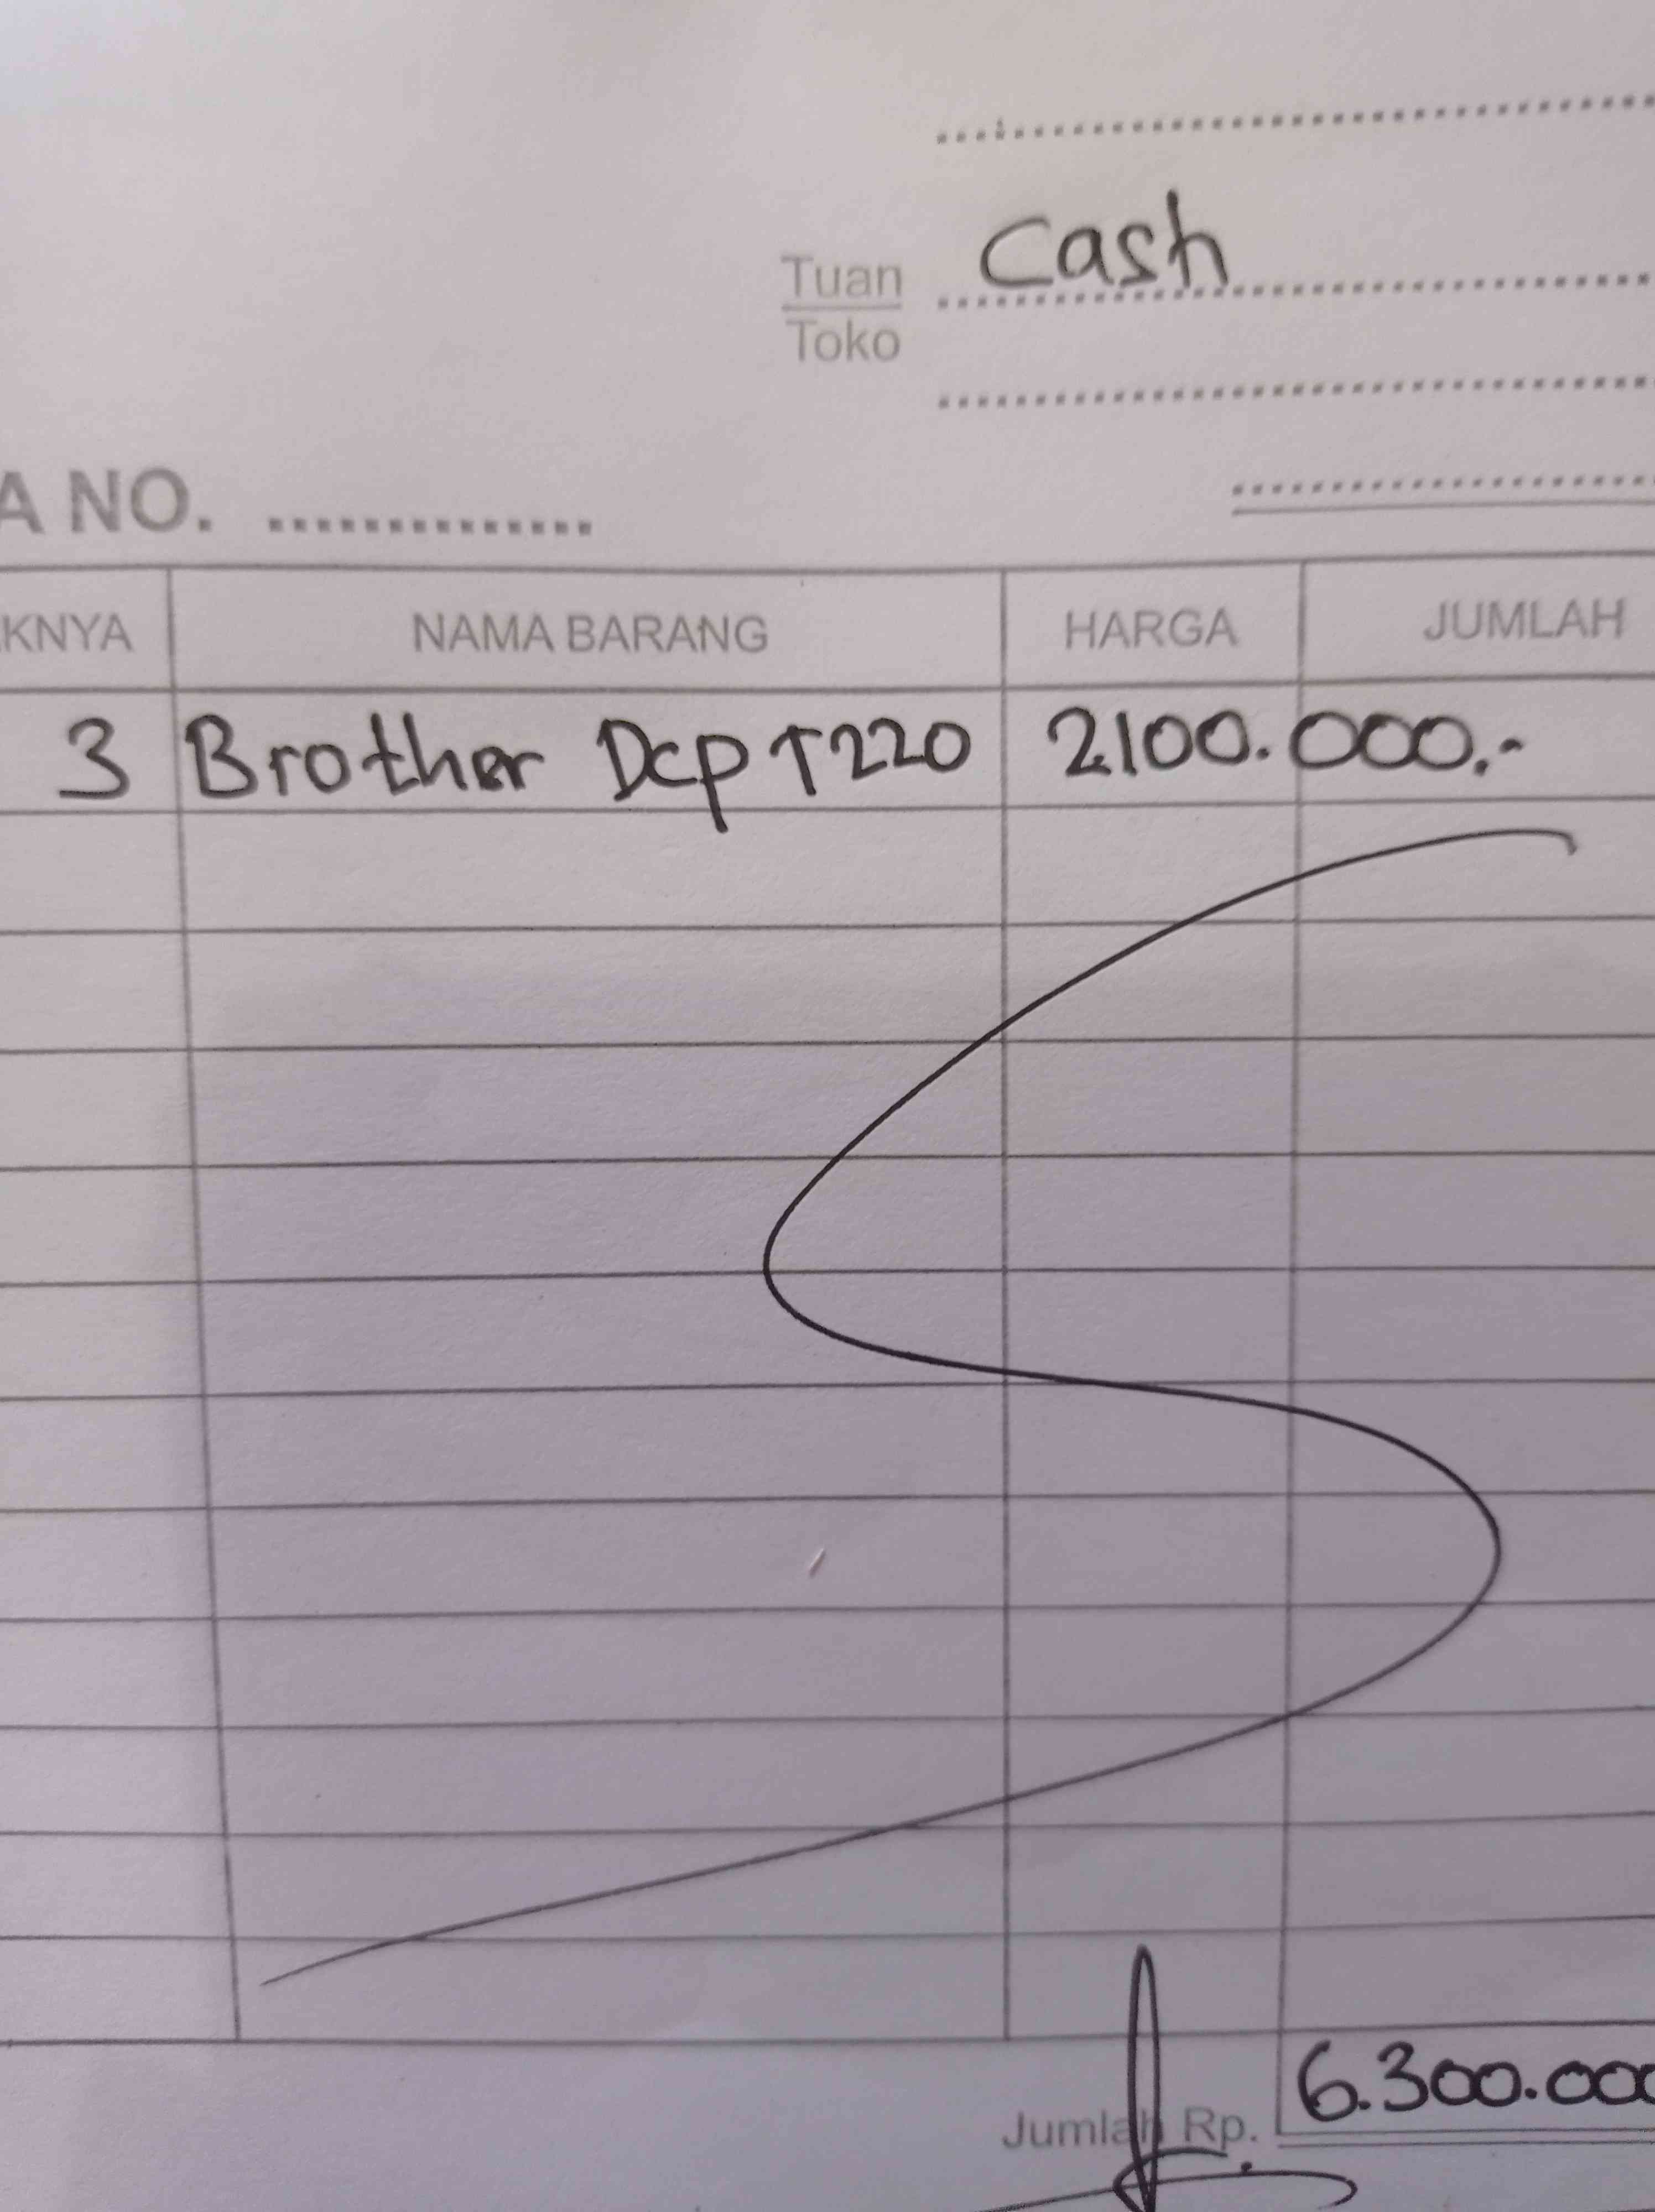 Cash
Tuan
Toko
A NO. ..............
KNYA NAMA BARANG HARGA JUMLAH
3 Brother Dcp T220 2100.000.-
6.300.000
Jumlah Rp.